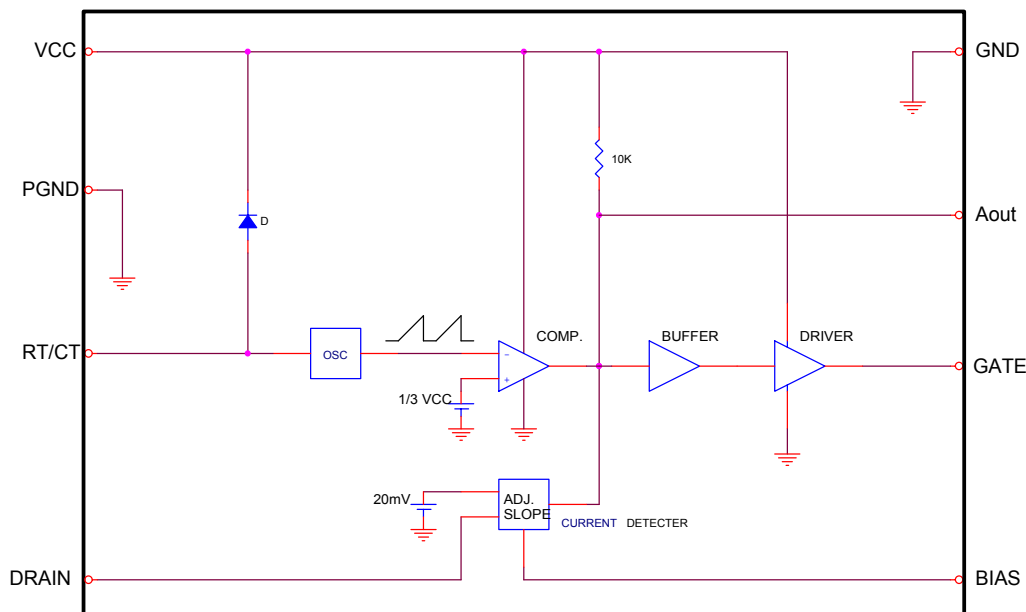 VCC
GND
10K
PGND
D
Aout
COMP.
BUFFER
DRIVER
RT/CT
OSC
−
+
GATE
1/3 VCC
20mV
ADJ.
SLOPE
CURRENT DETECTER
DRAIN
BIAS